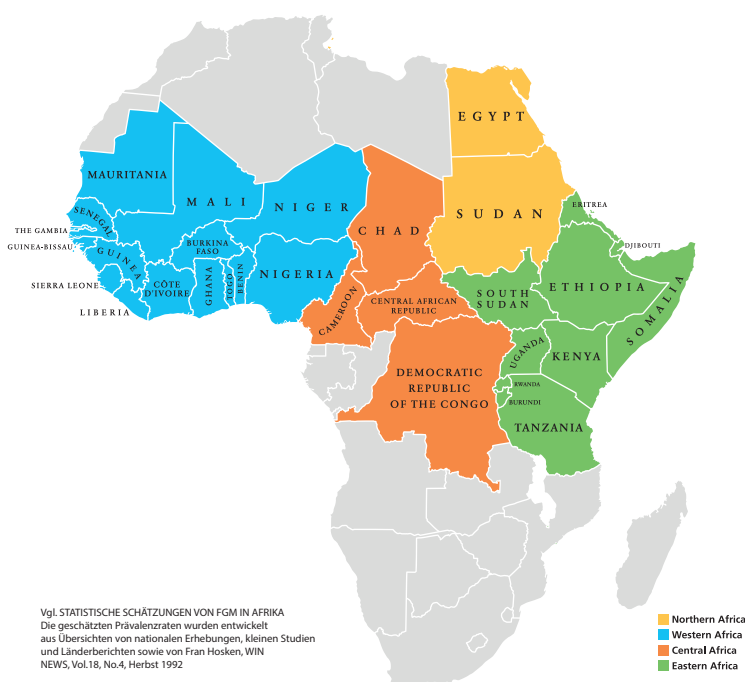 EGYPT
MAURITANIA
MALI
NIGER
CHAD
SUDAN
ERITREA
SENEGAL
THE GAMBIA
GUINEA-BISSAU
GUINEA
BURKINA
FASO
DJIBOUTI
SIERRA LEONE
CÔTE
D'IVOIRE
GHANA
TOGO
BENIN
NIGERIA
LIBERIA
CAMEROON
CENTRAL AFRICAN
REPUBLIC
SOUTH
SUDAN
ETHIOPIA
SOMALIA
UGANDA
KENYA
DEMOCRATIC
REPUBLIC
OF THE CONGO
RWANDA
BURUNDI
TANZANIA
Vgl. STATISTISCHE SCHÄTZUNGEN VON FGM IN AFRIKA
Die geschätzten Prävalenzraten wurden entwickelt
aus Übersichten von nationalen Erhebungen, kleinen Studien
und Länderberichten sowie von Fran Hosken, WIN
NEWS, Vol.18, No.4, Herbst 1992
Northern Africa
Western Africa
Central Africa
Eastern Africa